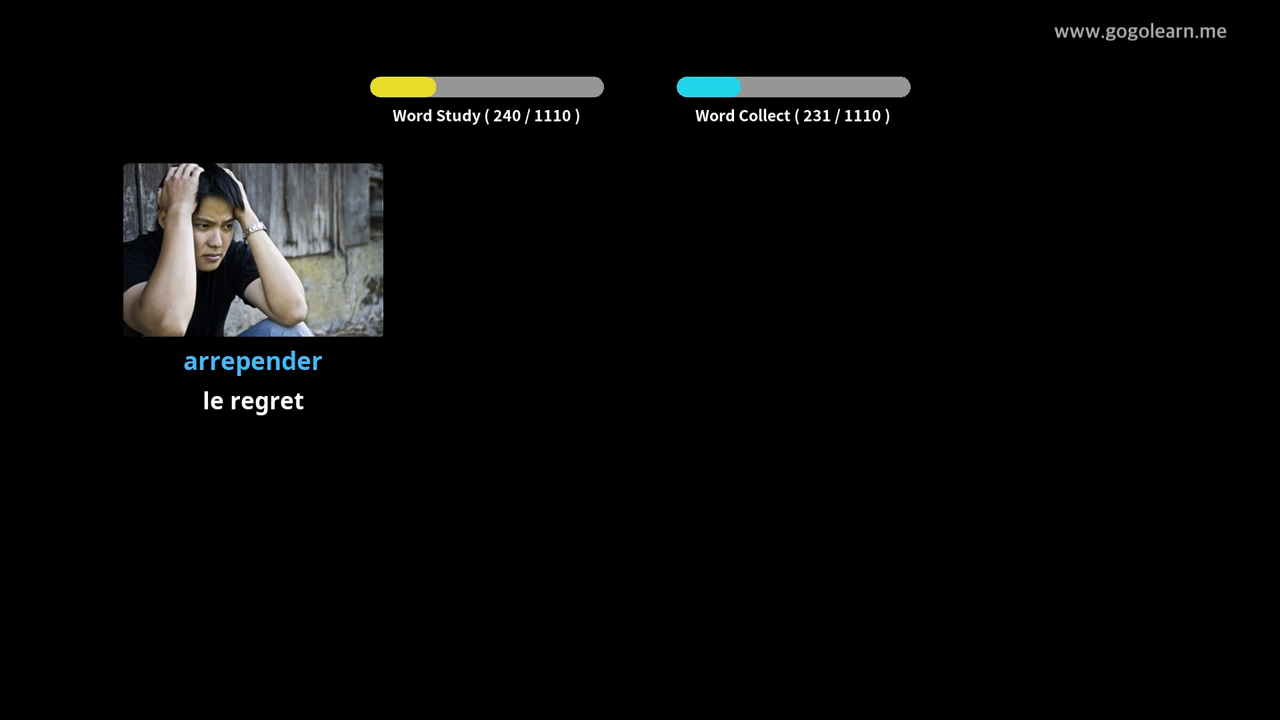 www.gogolearn.me
Word Study ( 240 / 1110 )
Word Collect ( 231 / 1110 )
arrepender
le regret